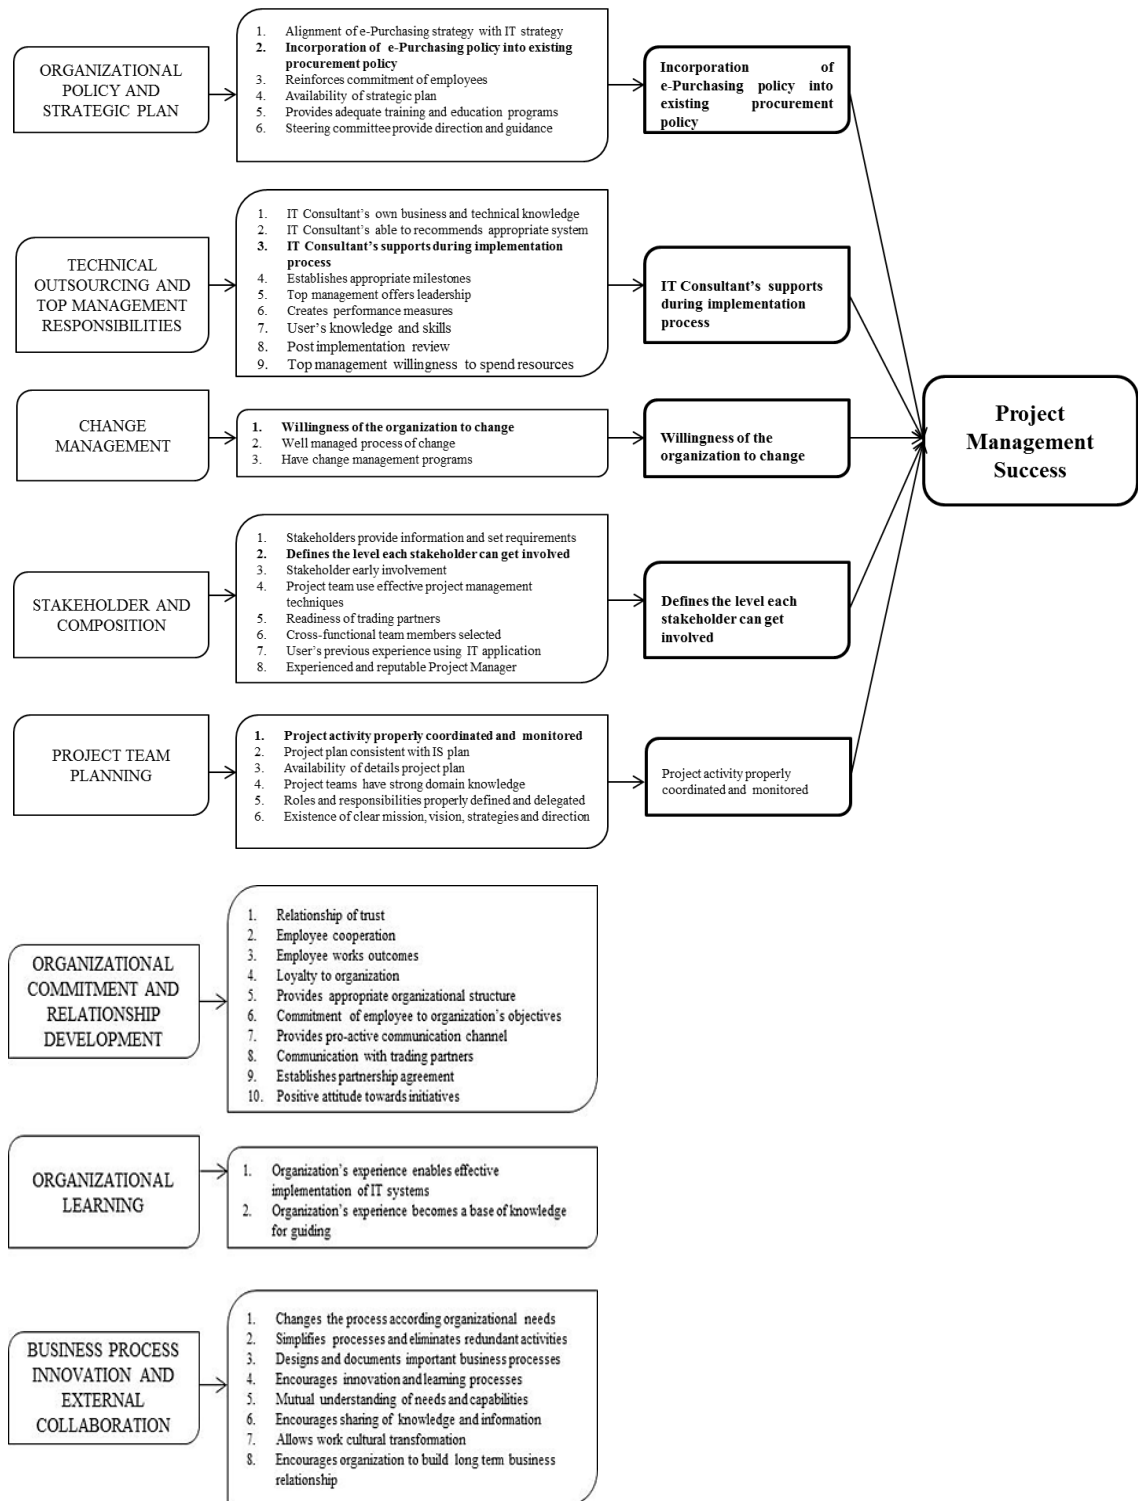 ORGANIZATIONAL
POLICY AND
STRATEGIC PLAN
1. Alignment of e-Purchasing strategy with IT strategy
2. Incorporation of e-Purchasing policy into existing
procurement policy
3. Reinforces commitment of employees
4. Availability of strategic plan
5. Provides adequate training and education programs
6. Steering committee provide direction and guidance
Incorporation of
e-Purchasing policy into
existing procurement
policy
TECHNICAL
OUTSOURCING AND
TOP MANAGEMENT
RESPONSIBILITIES
1. IT Consultant's own business and technical knowledge
2. IT Consultant's able to recommends appropriate system
3. IT Consultant's supports during implementation
process
4. Establishes appropriate milestones
5. Top management offers leadership
6. Creates performance measures
7. User's knowledge and skills
8. Post implementation review
9. Top management willingness to spend resources
IT Consultant's supports
during implementation
process
CHANGE
MANAGEMENT
1. Willingness of the organization to change
2. Well managed process of change
3. Have change management programs
Willingness of the
organization to change
Project
Management
Success
STAKEHOLDER AND
COMPOSITION
1. Stakeholders provide information and set requirements
2. Defines the level each stakeholder can get involved
3. Stakeholder early involvement
4. Project team use effective project management
techniques
5. Readiness of trading partners
6. Cross-functional team members selected
7. User's previous experience using IT application
8. Experienced and reputable Project Manager
Defines the level each
stakeholder can get
involved
PROJECT TEAM
PLANNING
1. Project activity properly coordinated and monitored
2. Project plan consistent with IS plan
3. Availability of details project plan
4. Project teams have strong domain knowledge
5. Roles and responsibilities properly defined and delegated
6. Existence of clear mission, vision, strategies and direction
Project activity properly
coordinated and monitored
ORGANIZATIONAL
COMMITMENT AND
RELATIONSHIP
DEVELOPMENT
1. Relationship of trust
2. Employee cooperation
3. Employee works outcomes
4. Loyalty to organization
5. Provides appropriate organizational structure
6. Commitment of employee to organization's objectives
7. Provides pro-active communication channel
8. Communication with trading partners
9. Establishes partnership agreement
10. Positive attitude towards initiatives
ORGANIZATIONAL
LEARNING
1. Organization's experience enables effective
implementation of IT systems
2. Organization's experience becomes a base of knowledge
for guiding
BUSINESS PROCESS
INNOVATION AND
EXTERNAL
COLLABORATION
1. Changes the process according organizational needs
2. Simplifies processes and eliminates redundant activities
3. Designs and documents important business processes
4. Encourages innovation and learning processes
5. Mutual understanding of needs and capabilities
6. Encourages sharing of knowledge and information
7. Allows work cultural transformation
8. Encourages organization to build long term business
relationship